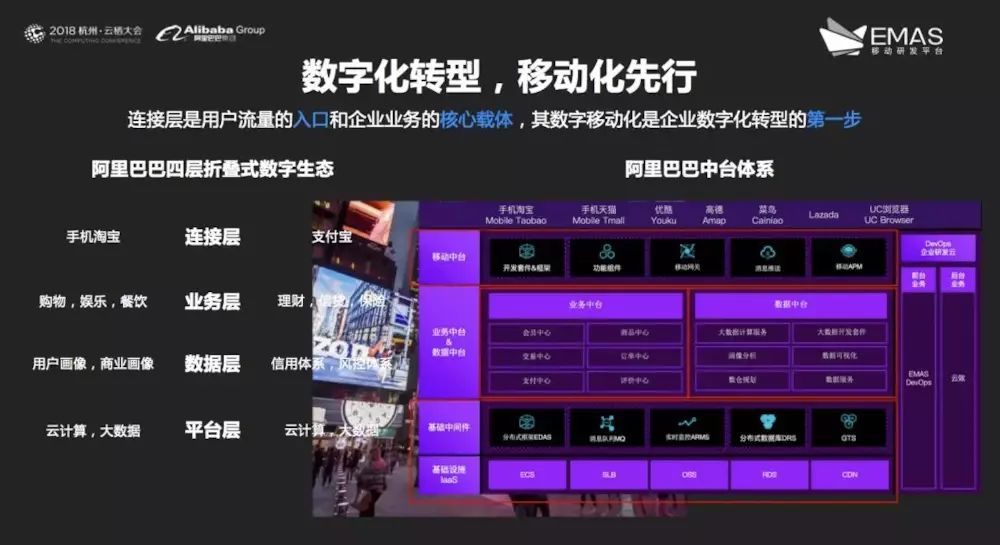 2018 杭州·云栖大会
THE COMPUTING CONFERENCE
Alibaba Group
阿里巴巴集团
EMAS
移动研发平台
数字化转型，移动化先行
连接层是用户流量的入口和企业业务的核心载体，其数字移动化是企业数字化转型的第一步
阿里巴巴四层折叠式数字生态
手机淘宝 连接层 支付宝
购物，娱乐，餐饮 业务层 理财，信贷，保险
用户画像，商业画像 数据层 信用体系，风控体系
云计算，大数据 平台层 云计算，大数据
阿里巴巴中台体系
手机淘宝 手机天猫 优酷 高德 菜鸟 Lazada UC浏览器
Mobile Taobao Mobile Tmall Youku Amap Cainiao UC Browser
移动中台
开发套件&框架 功能组件 移动网关 消息推送 移动APM
业务中台
&
数据中台
业务中台
会员中心 商品中心
交易中心 订单中心
支付中心 评价中心
数据中台
大数据计算服务 大数据开发套件
画像分析 数据可视化
数仓规划 数据服务
基础中间件
分布式框架EDAS 消息队列MQ 实时监控ARMS 分布式数据库DRS GTS
基础设施
IaaS
ECS SLB OSS RDS CDN
DevOps
企业研发云
前台
业务
后台
业务
EMAS
DevOps
云效
zon